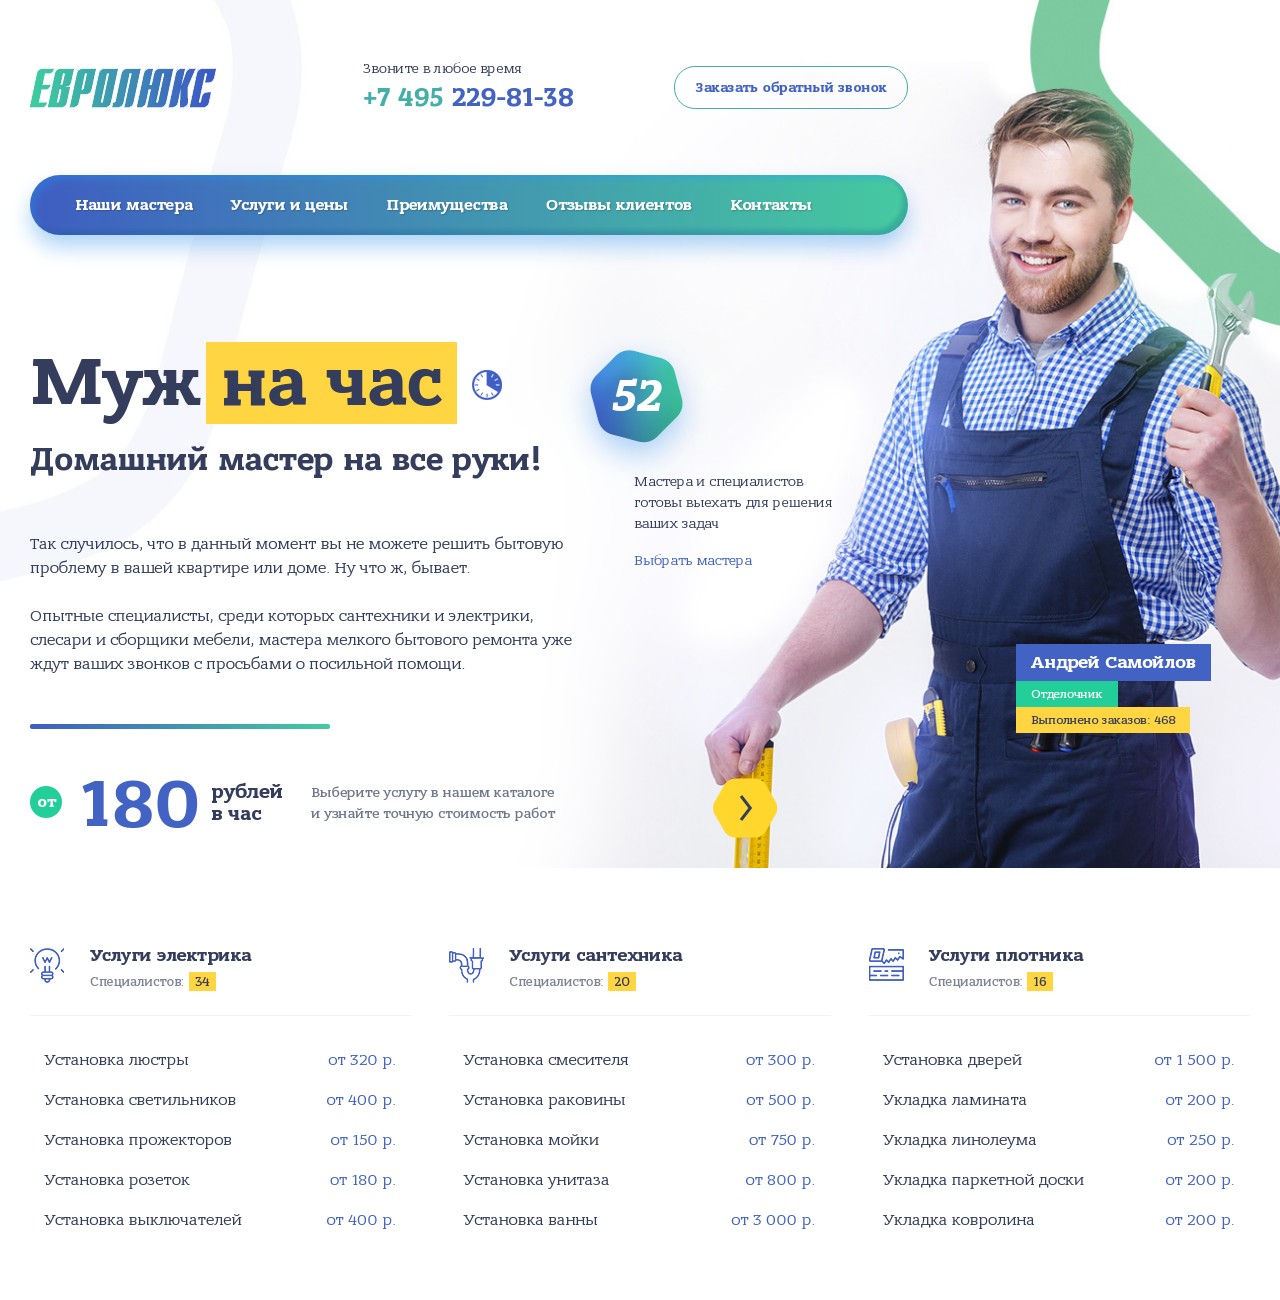 ЕВРОЛЮКС
Звоните в любое время
+7 495 229-81-38
Заказать обратный звонок
Наши мастера
Услуги и цены
Преимущества
Отзывы клиентов
Контакты
Муж на час
Домашний мастер на все руки!
52
Мастера и специалистов
готовы выехать для решения
ваших задач
Выбрать мастера
Так случилось, что в данный момент вы не можете решить бытовую
проблему в вашей квартире или доме. Ну что ж, бывает.
Опытные специалисты, среди которых сантехники и электрики,
слесари и сборщики мебели, мастера мелкого бытового ремонта уже
ждут ваших звонков с просьбами о посильной помощи.
Андрей Самойлов
Отделочник
Выполнено заказов: 468
от 180 рублей
в час
Выберите услугу в нашем каталоге
и узнайте точную стоимость работ
Услуги электрика
Специалистов: 34
Установка люстры от 320 р.
Установка светильников от 400 р.
Установка прожекторов от 150 р.
Установка розеток от 180 р.
Установка выключателей от 400 р.
Услуги сантехника
Специалистов: 20
Установка смесителя от 300 р.
Установка раковины от 500 р.
Установка мойки от 750 р.
Установка унитаза от 800 р.
Установка ванны от 3 000 р.
Услуги плотника
Специалистов: 16
Установка дверей от 1 500 р.
Укладка ламината от 200 р.
Укладка линолеума от 250 р.
Укладка паркетной доски от 200 р.
Укладка ковролина от 200 р.